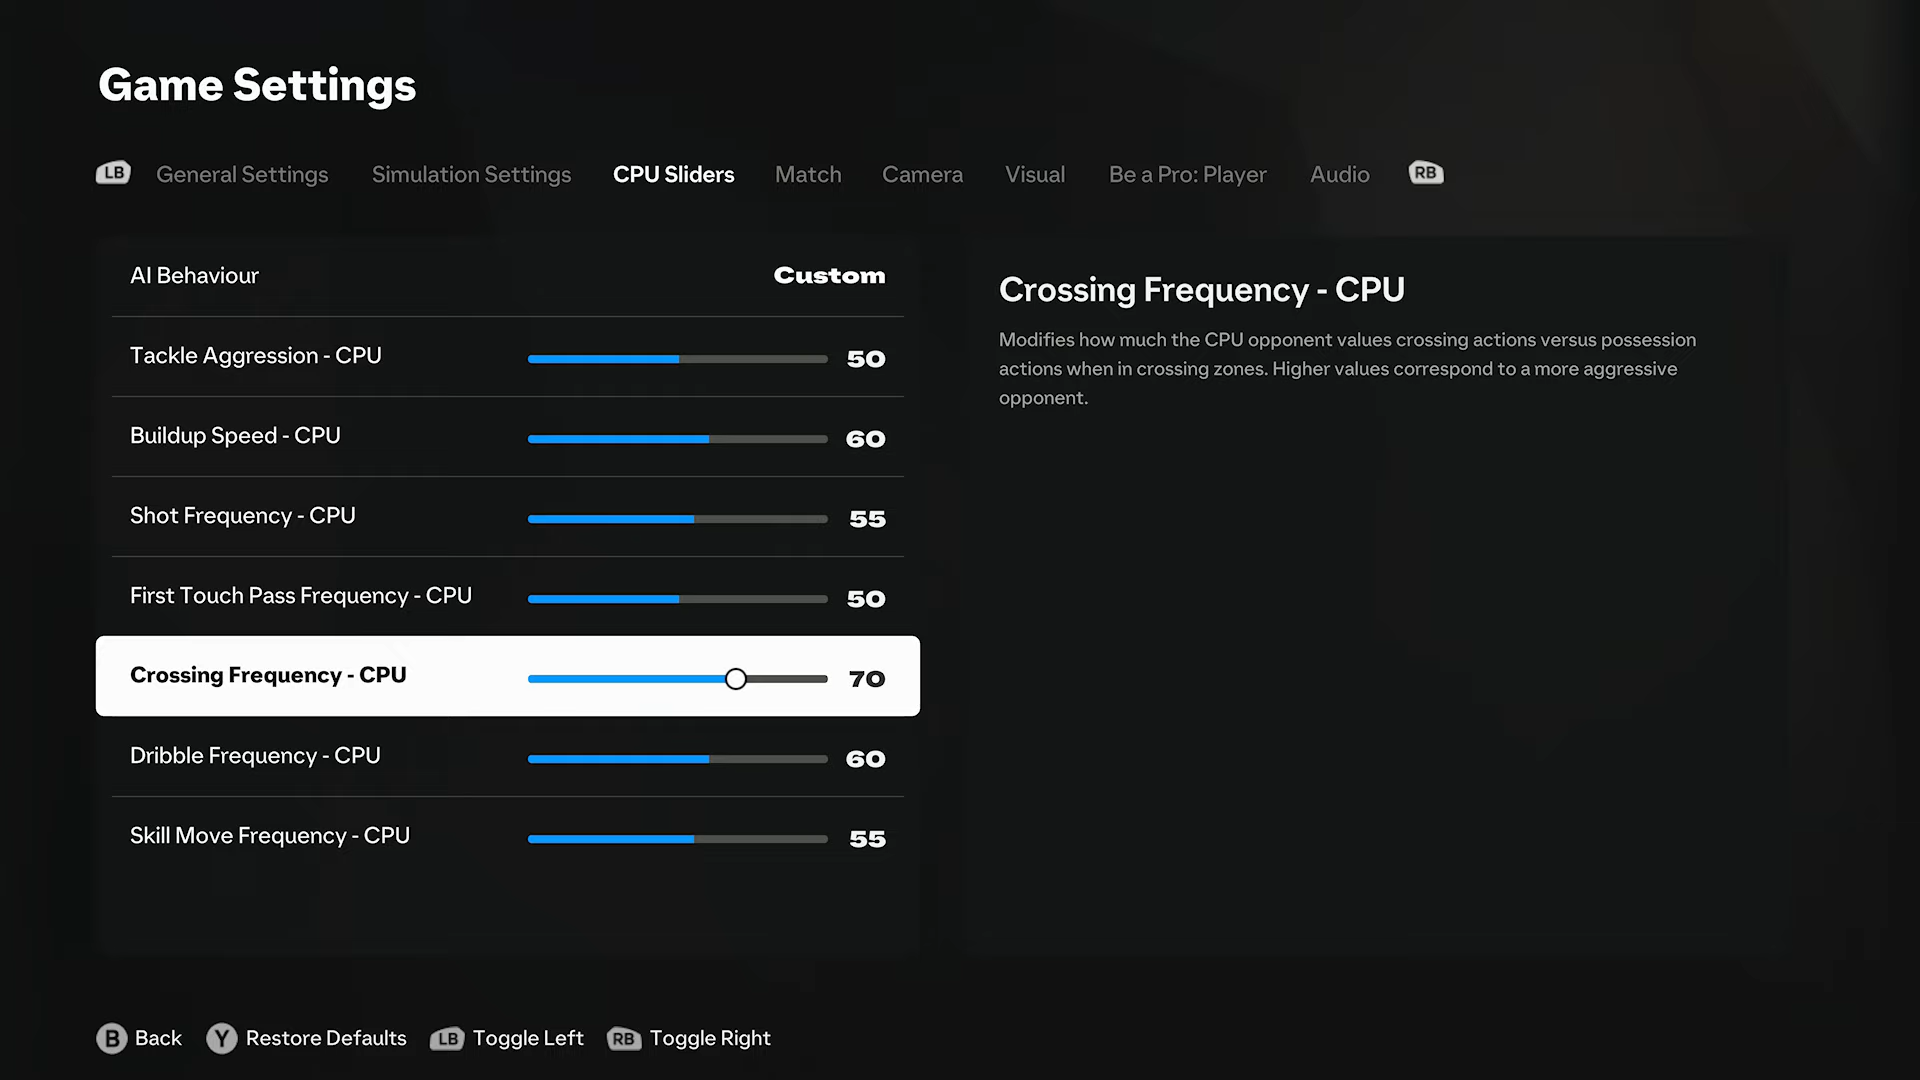 Game Settings
LB General Settings Simulation Settings CPU Sliders Match Camera Visual Be a Pro: Player Audio RB
AI Behaviour Custom
Tackle Aggression - CPU 50
Buildup Speed - CPU 60
Shot Frequency - CPU 55
First Touch Pass Frequency - CPU 50
Crossing Frequency - CPU 70
Dribble Frequency - CPU 60
Skill Move Frequency - CPU 55
Crossing Frequency - CPU
Modifies how much the CPU opponent values crossing actions versus possession
actions when in crossing zones. Higher values correspond to a more aggressive
opponent.
B Back Y Restore Defaults LB Toggle Left RB Toggle Right